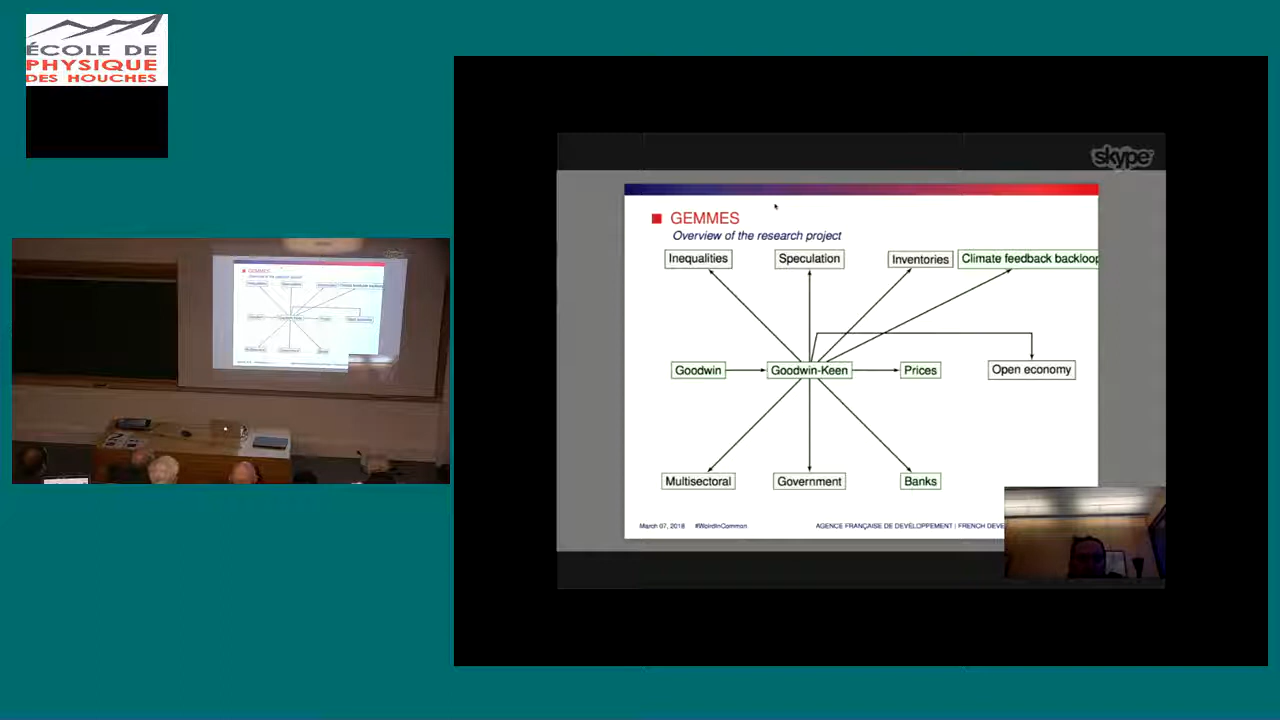 ÉCOLE DE
PHYSIQUE
DES HOUCHES
skype
GEMMES
Overview of the research project
Inequalities
Speculation
Inventories
Climate feedback backloop
Goodwin
Goodwin-Keen
Prices
Open economy
Multisectoral
Government
Banks
March 07, 2018 #WorldInCommon
AGENCE FRANÇAISE DE DÉVELOPPEMENT | FRENCH DEVE